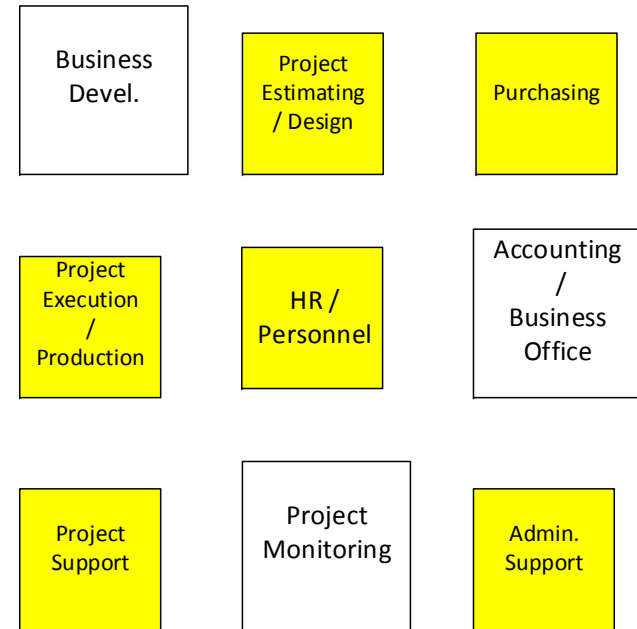 Business
Devel.
Project
Estimating
/ Design
Purchasing
Project
Execution
/
Production
HR /
Personnel
Accounting
/
Business
Office
Project
Support
Project
Monitoring
Admin.
Support